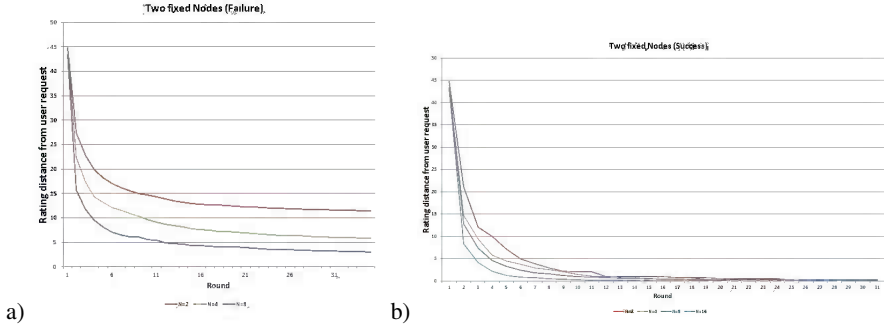 Two fixed Nodes (Failure)
Rating distance from user request
50
45
40
35
30
25
20
15
10
5
0
1 6 11 16 21 26 31
Round
N=2 N=4 N=8
a)
Two fixed Nodes (Success)
Rating distance from user request
50
45
40
35
30
25
20
15
10
5
0
1 2 3 4 5 6 7 8 9 10 11 12 13 14 15 16 17 18 19 20 21 22 23 24 25 26 27 28 29 30 31
Round
N=4 N=8 N=16
b)